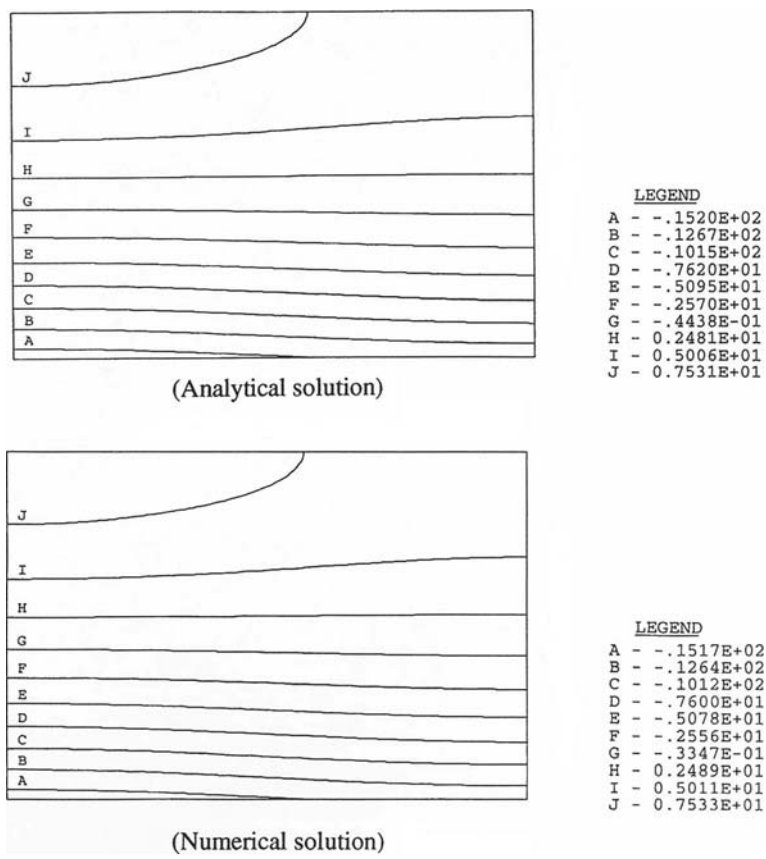 J
I
H
G
F
E
D
C
B
A
(Analytical solution)
LEGEND
A - -.1520E+02
B - -.1267E+02
C - -.1015E+02
D - -.7620E+01
E - -.5095E+01
F - -.2570E+01
G - -.4438E-01
H - 0.2481E+01
I - 0.5006E+01
J - 0.7531E+01
J
I
H
G
F
E
D
C
B
A
(Numerical solution)
LEGEND
A - -.1517E+02
B - -.1264E+02
C - -.1012E+02
D - -.7600E+01
E - -.5078E+01
F - -.2556E+01
G - -.3347E-01
H - 0.2489E+01
I - 0.5011E+01
J - 0.7533E+01